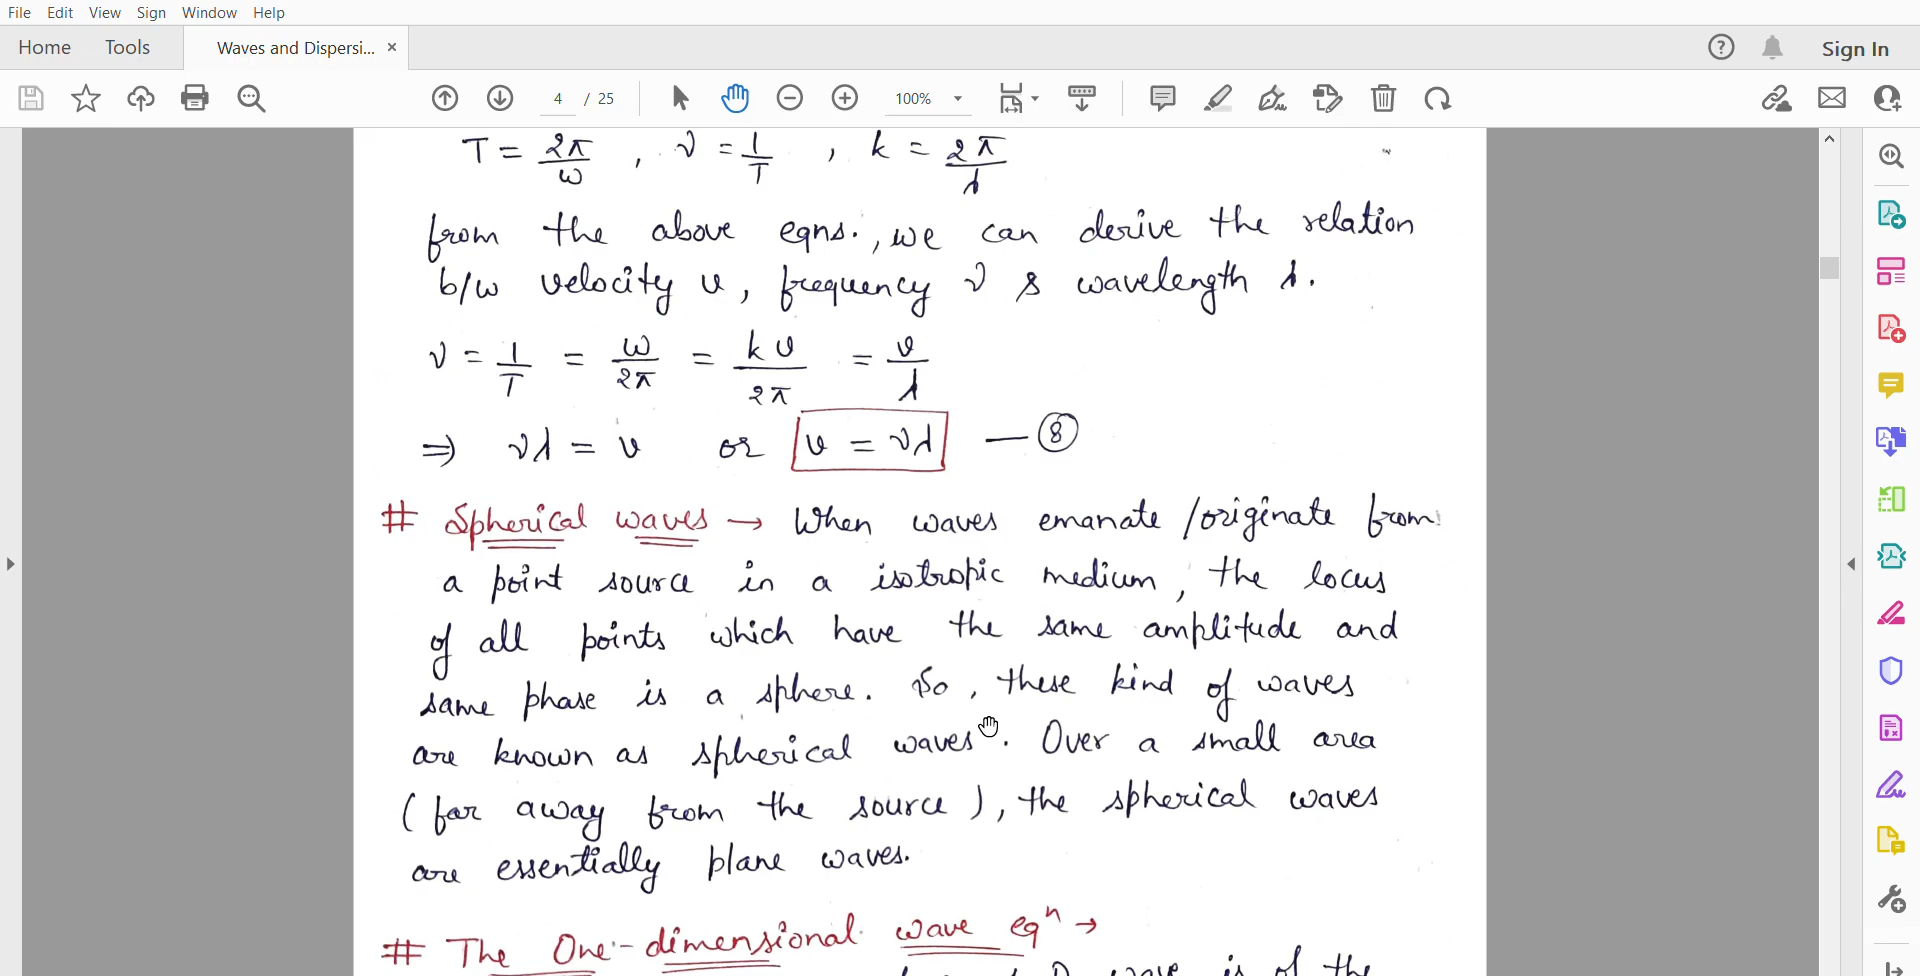 File Edit View Sign Window Help
Home Tools Waves and Dispersi... × Sign In
4 / 25 100%
T = 2π/ω , ν = 1/T , k = 2π/λ
from the above eqns., we can derive the relation
b/w velocity v, frequency ν & wavelength λ.
ν = 1/T = ω/2π = kv/2π = v/λ
⇒ νλ = v or v = νλ — ⑧
# Spherical waves → When waves emanate/originate from
a point source in a isotropic medium, the locus
of all points which have the same amplitude and
same phase is a sphere. So, these kind of waves
are known as spherical waves. Over a small area
(far away from the source), the spherical waves
are essentially plane waves.
# The One-dimensional wave eqⁿ →
1-D wave is of the